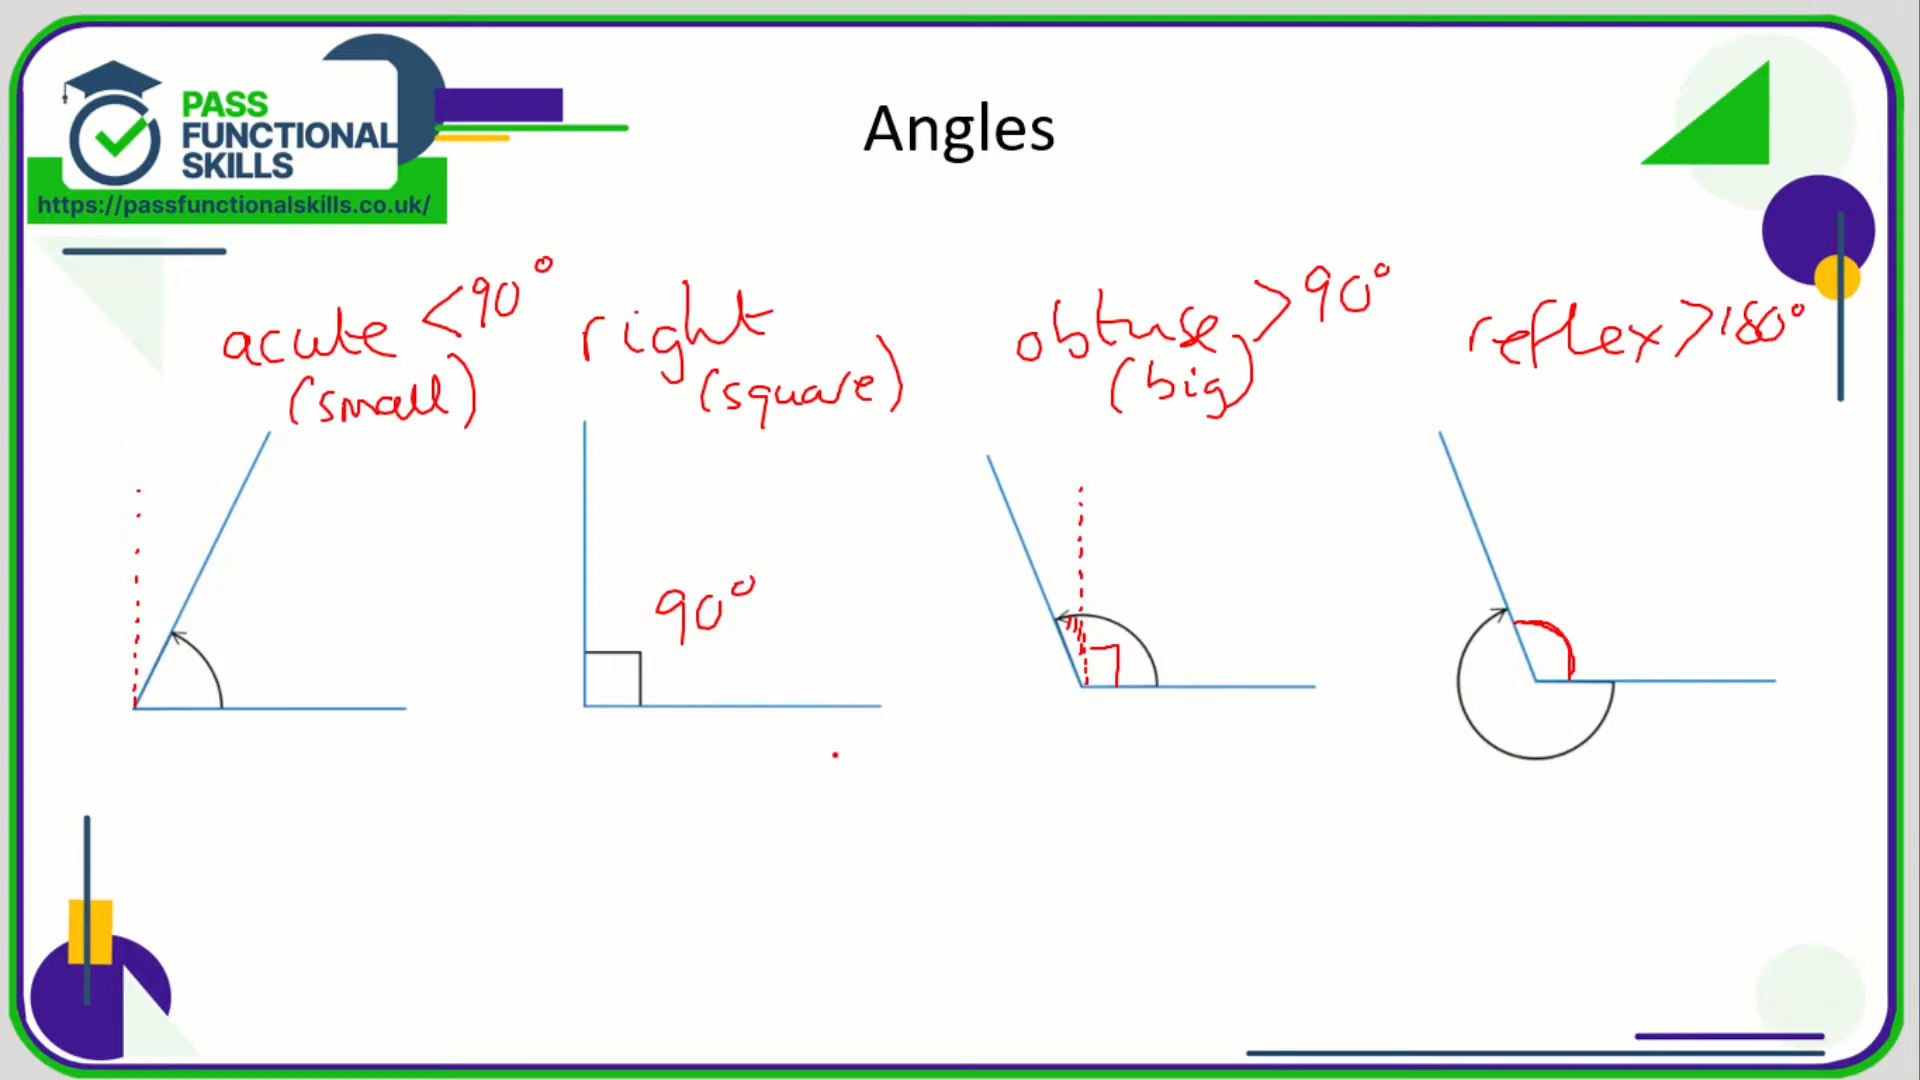 PASS
FUNCTIONAL
SKILLS
https://passfunctionalskills.co.uk/
Angles
acute < 90°
(small)
right
(square)
90°
obtuse > 90°
(big)
reflex > 180°